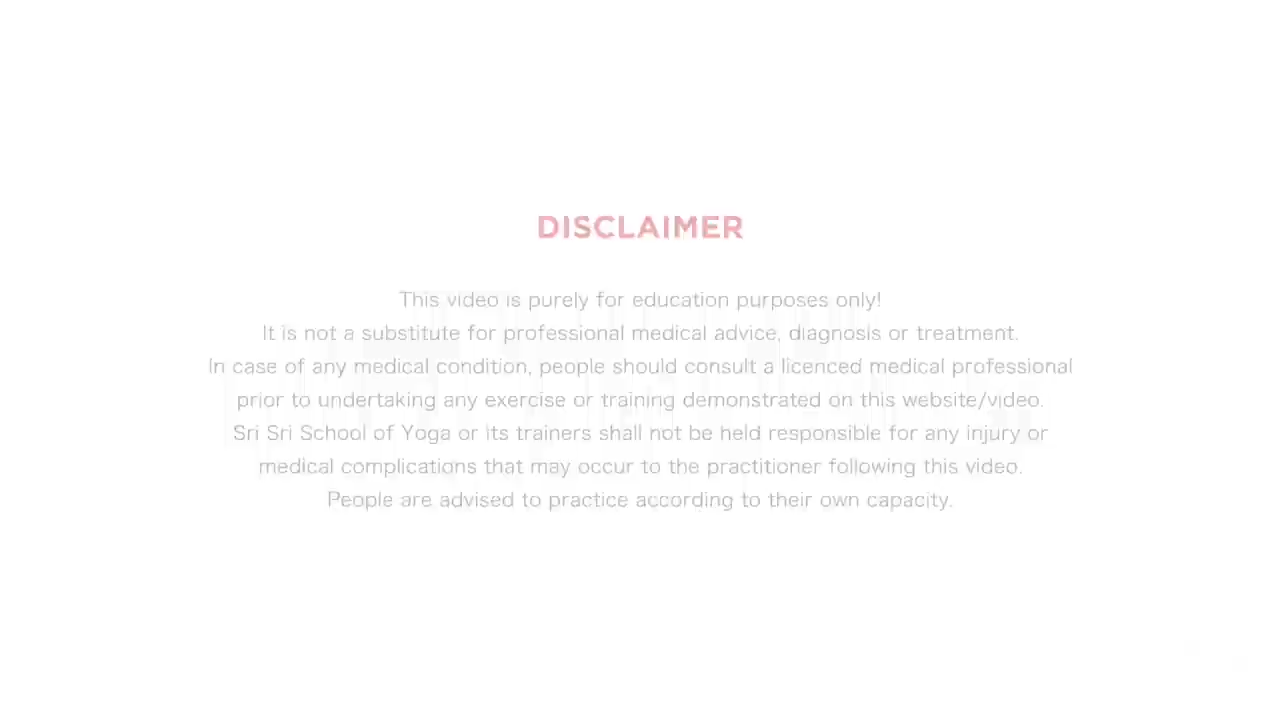 DISCLAIMER
This video is purely for education purposes only!
It is not a substitute for professional medical advice, diagnosis or treatment.
In case of any medical condition, people should consult a licenced medical professional
prior to undertaking any exercise or training demonstrated on this website/video.
Sri Sri School of Yoga or its trainers shall not be held responsible for any injury or
medical complications that may occur to the practitioner following this video.
People are advised to practice according to their own capacity.